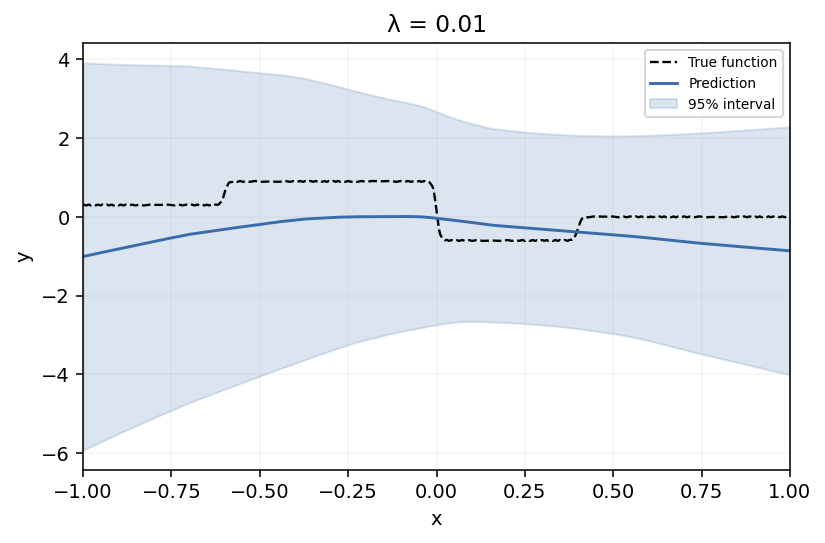 λ = 0.01
True function
Prediction
95% interval
4
2
0
−2
−4
−6
y
−1.00 −0.75 −0.50 −0.25 0.00 0.25 0.50 0.75 1.00
x